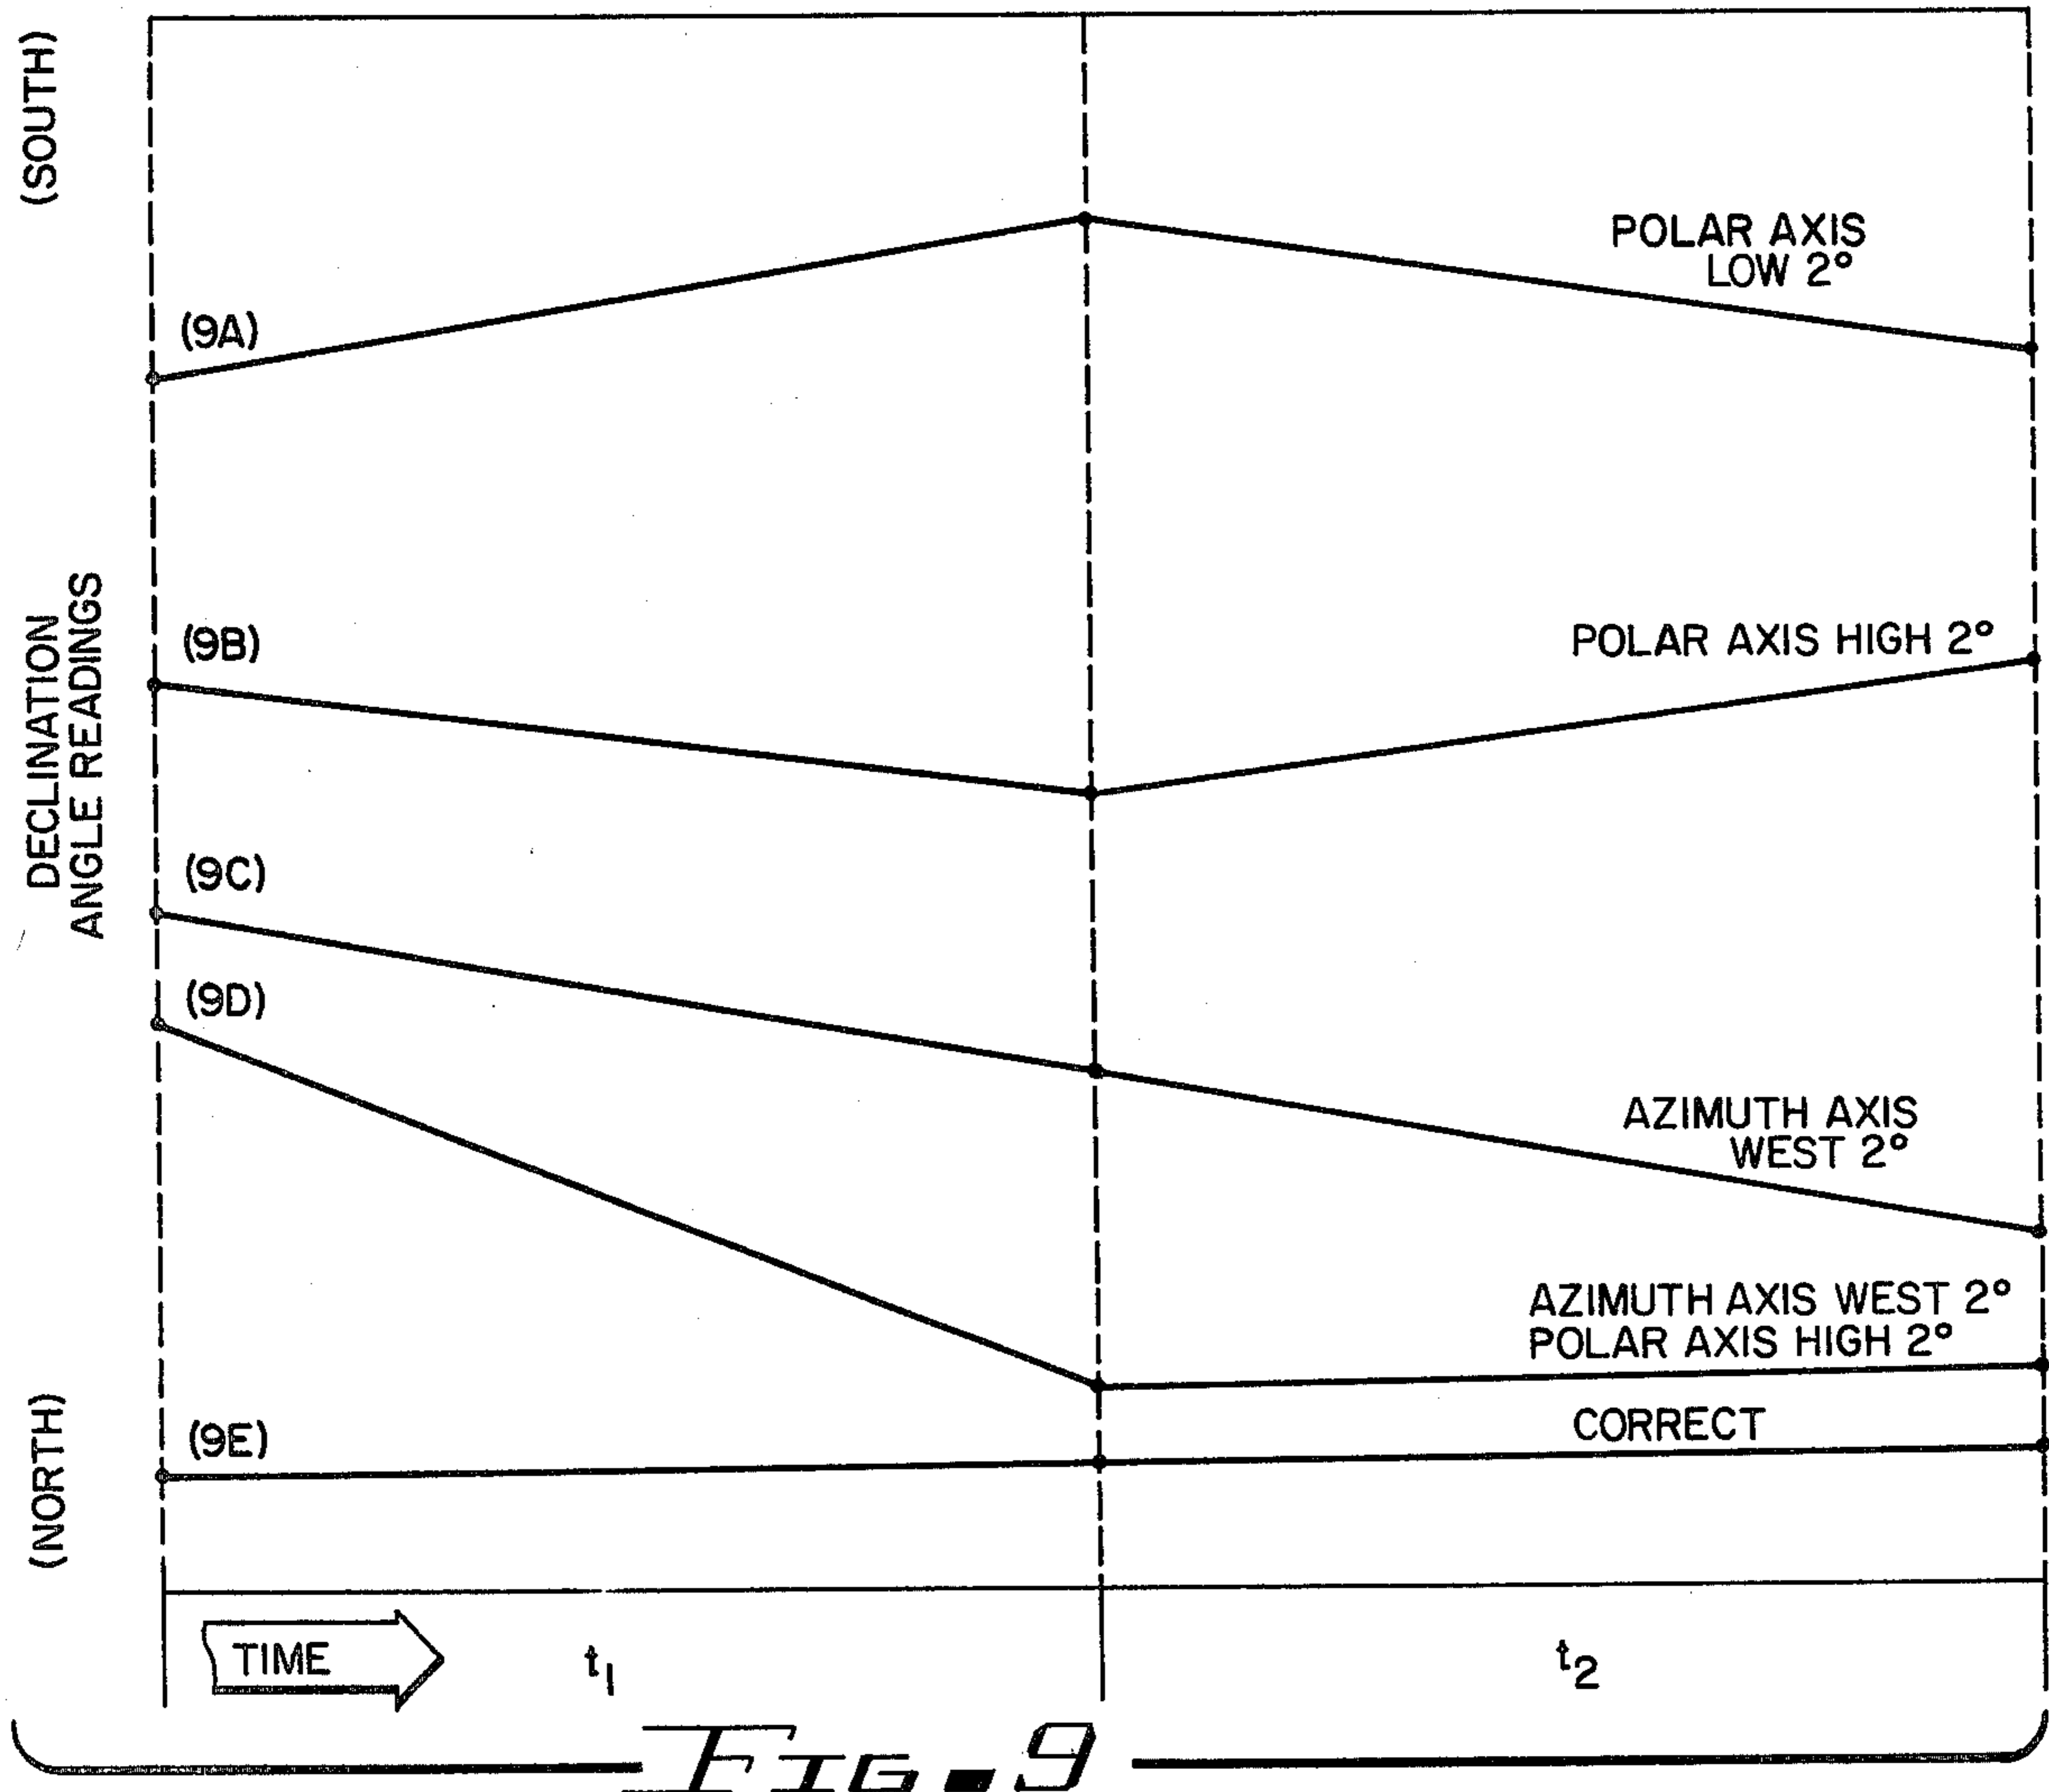 (SOUTH)
DECLINATION
ANGLE READINGS
(NORTH)
(9A)
POLAR AXIS
LOW 2°
(9B)
POLAR AXIS HIGH 2°
(9C)
AZIMUTH AXIS
WEST 2°
(9D)
AZIMUTH AXIS WEST 2°
POLAR AXIS HIGH 2°
(9E)
CORRECT
TIME
t1
t2
FIG. 9